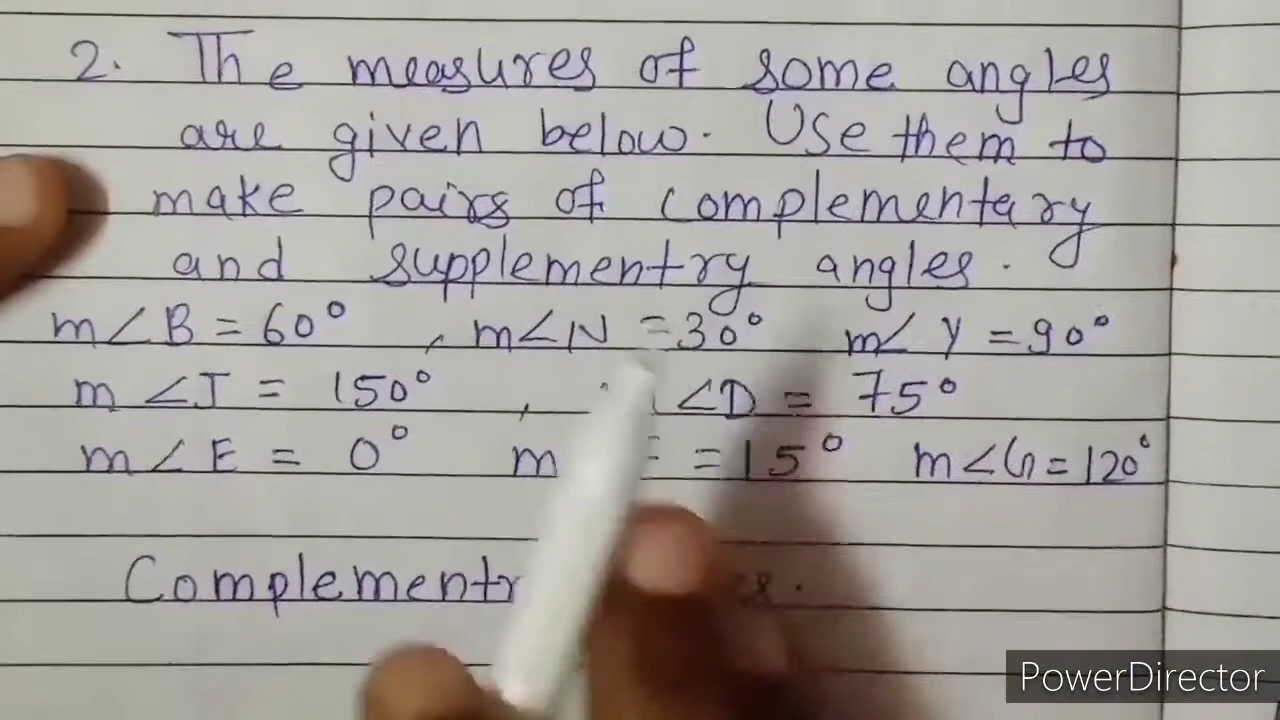 2. The measures of some angles
are given below. Use them to
make pairs of complementary
and supplementry angles.
m∠B = 60° , m∠N = 30° m∠Y = 90°
m∠J = 150° , ∠D = 75°
m∠E = 0° m = 15° m∠G = 120°
Complementr
PowerDirector